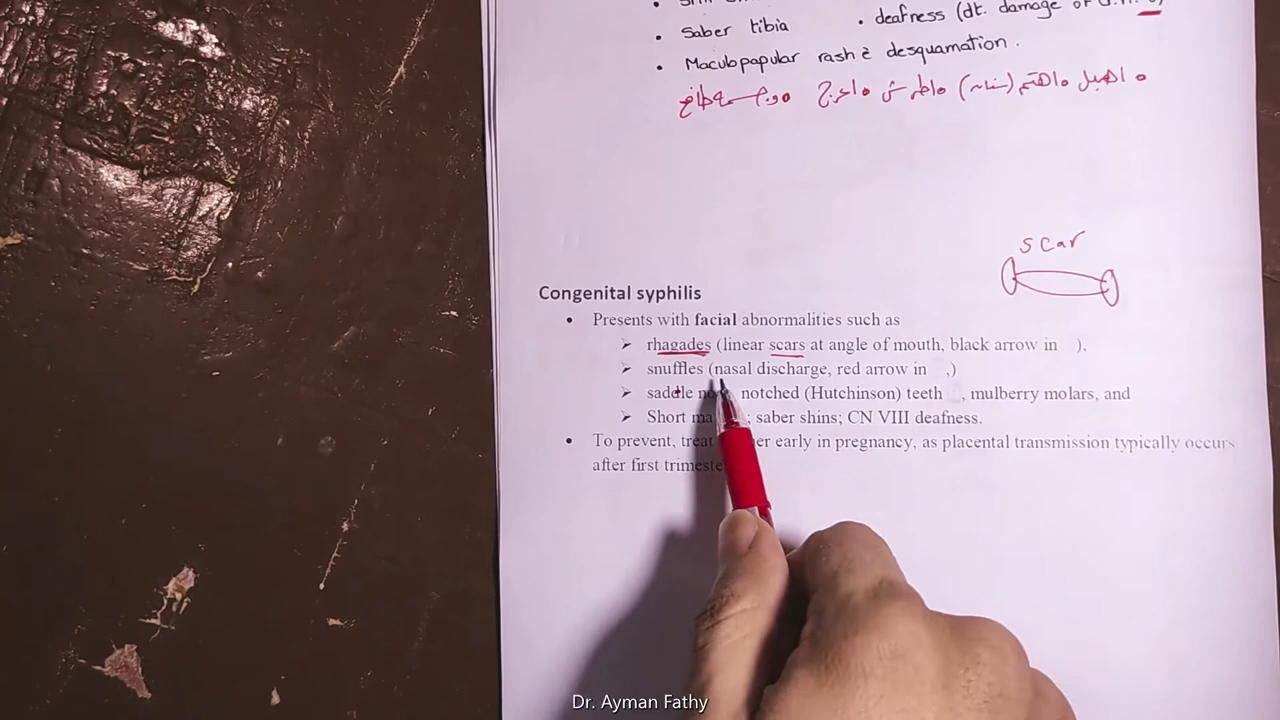 • Saber tibia • deafness (dt. damage of
• Maculopapular rash č desquamation.
scar
Congenital syphilis
• Presents with facial abnormalities such as
➢ rhagades (linear scars at angle of mouth, black arrow in ).
➢ snuffles (nasal discharge, red arrow in ,)
➢ saddle notched (Hutchinson) teeth , mulberry molars, and
➢ Short ; saber shins; CN VIII deafness.
• To prevent, treat early in pregnancy, as placental transmission typically occurs
after first
Dr. Ayman Fathy